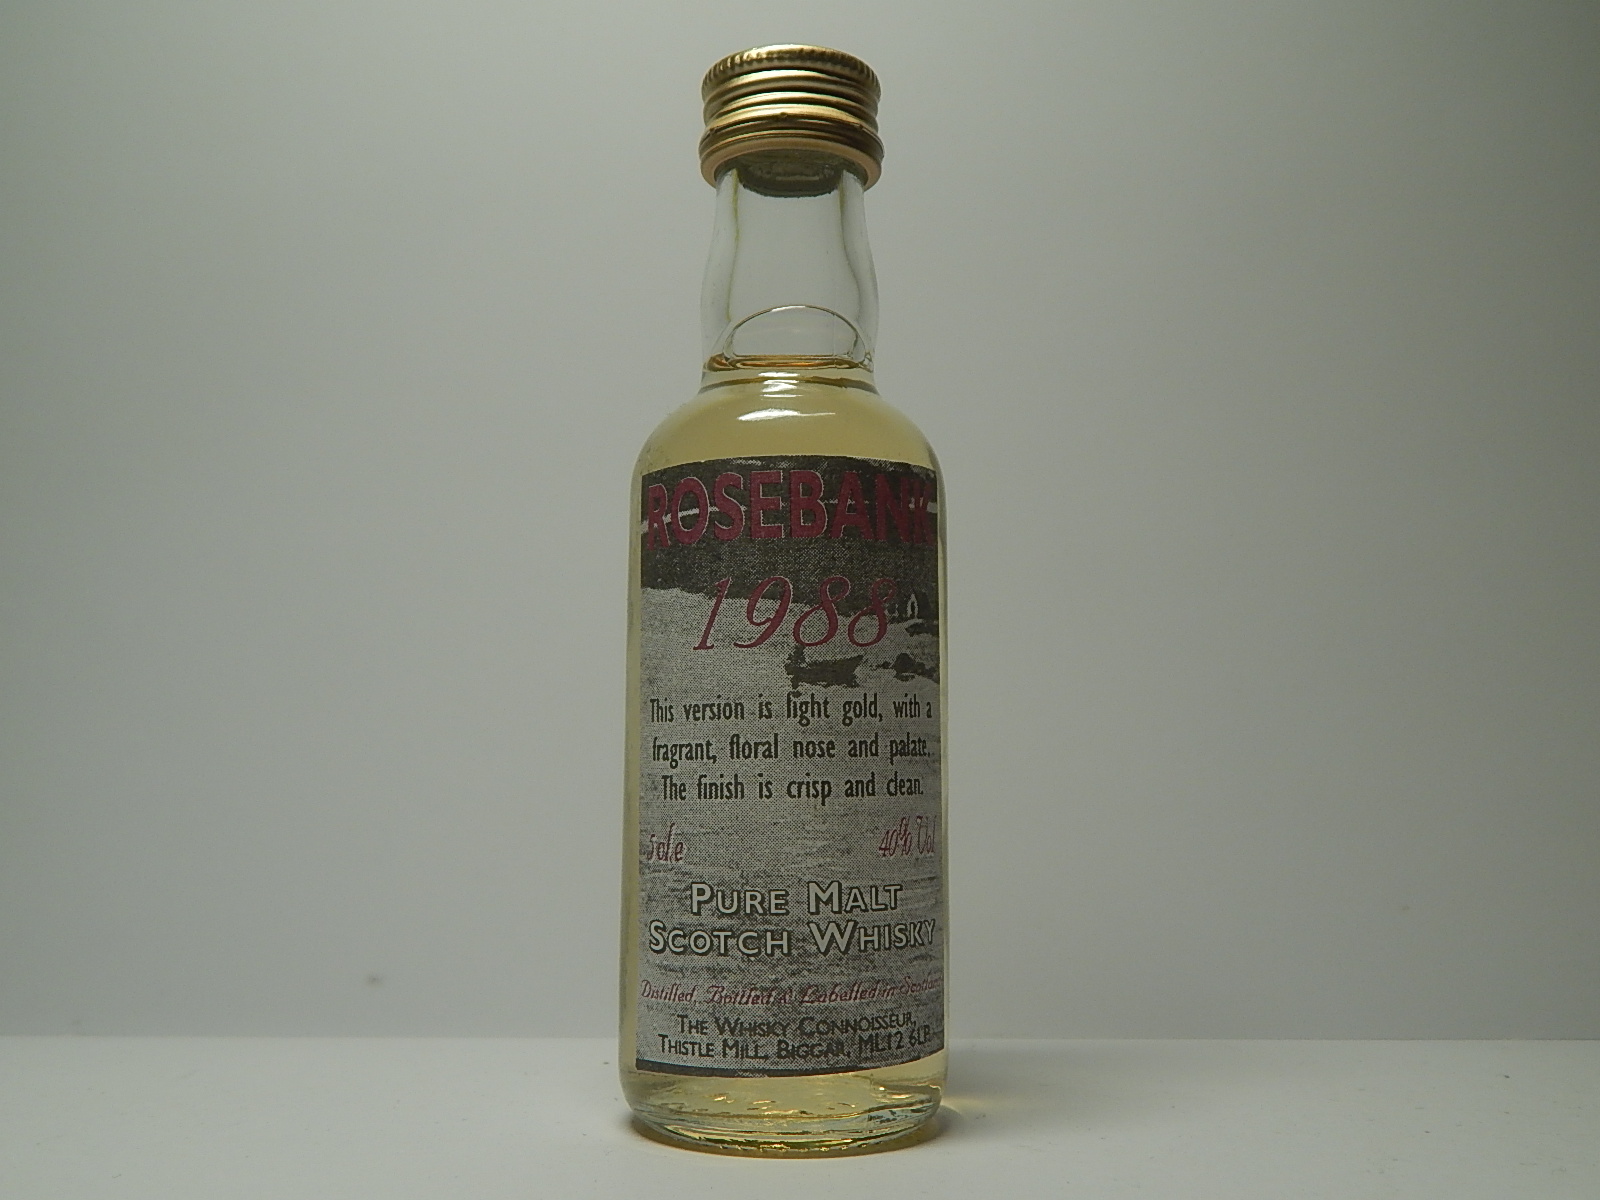 ROSEBANK
1988
This version is light gold, with a
fragrant, floral nose and palate.
The finish is crisp and clean.
5cl.e 40% Vol
PURE MALT
SCOTCH WHISKY
Distilled, Bottled & Labelled in Scotland
THE WHISKY CONNOISSEUR,
THISTLE MILL, BIGGAR, ML12 6LP